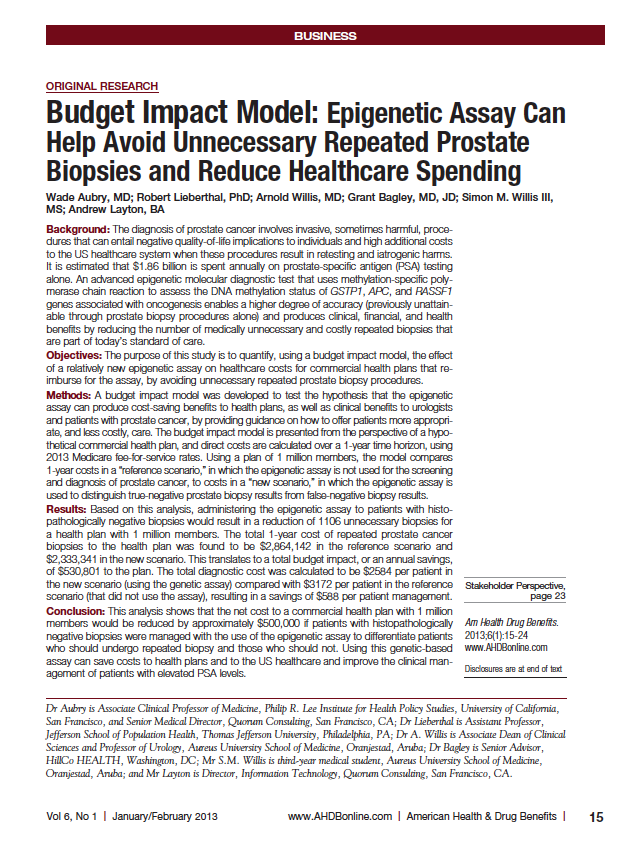 BUSINESS
ORIGINAL RESEARCH
Budget Impact Model: Epigenetic Assay Can
Help Avoid Unnecessary Repeated Prostate
Biopsies and Reduce Healthcare Spending
Wade Aubry, MD; Robert Lieberthal, PhD; Arnold Willis, MD; Grant Bagley, MD, JD; Simon M. Willis III,
MS; Andrew Layton, BA
Background: The diagnosis of prostate cancer involves invasive, sometimes harmful, proce-
dures that can entail negative quality-of-life implications to individuals and high additional costs
to the US healthcare system when these procedures result in retesting and iatrogenic harms.
It is estimated that $1.86 billion is spent annually on prostate-specific antigen (PSA) testing
alone. An advanced epigenetic molecular diagnostic test that uses methylation-specific poly-
merase chain reaction to assess the DNA methylation status of GSTP1, APC, and RASSF1
genes associated with oncogenesis enables a higher degree of accuracy (previously unattain-
able through prostate biopsy procedures alone) and produces clinical, financial, and health
benefits by reducing the number of medically unnecessary and costly repeated biopsies that
are part of today's standard of care.
Objectives: The purpose of this study is to quantify, using a budget impact model, the effect
of a relatively new epigenetic assay on healthcare costs for commercial health plans that re-
imburse for the assay, by avoiding unnecessary repeated prostate biopsy procedures.
Methods: A budget impact model was developed to test the hypothesis that the epigenetic
assay can produce cost-saving benefits to health plans, as well as clinical benefits to urologists
and patients with prostate cancer, by providing guidance on how to offer patients more appropri-
ate, and less costly, care. The budget impact model is presented from the perspective of a hypo-
thetical commercial health plan, and direct costs are calculated over a 1-year time horizon, using
2013 Medicare fee-for-service rates. Using a plan of 1 million members, the model compares
1-year costs in a "reference scenario," in which the epigenetic assay is not used for the screening
and diagnosis of prostate cancer, to costs in a "new scenario," in which the epigenetic assay is
used to distinguish true-negative prostate biopsy results from false-negative biopsy results.
Results: Based on this analysis, administering the epigenetic assay to patients with histo-
pathologically negative biopsies would result in a reduction of 1106 unnecessary biopsies for
a health plan with 1 million members. The total 1-year cost of repeated prostate cancer
biopsies to the health plan was found to be $2,864,142 in the reference scenario and
$2,333,341 in the new scenario. This translates to a total budget impact, or an annual savings,
of $530,801 to the plan. The total diagnostic cost was calculated to be $2584 per patient in
the new scenario (using the genetic assay) compared with $3172 per patient in the reference
scenario (that did not use the assay), resulting in a savings of $588 per patient management.
Conclusion: This analysis shows that the net cost to a commercial health plan with 1 million
members would be reduced by approximately $500,000 if patients with histopathologically
negative biopsies were managed with the use of the epigenetic assay to differentiate patients
who should undergo repeated biopsy and those who should not. Using this genetic-based
assay can save costs to health plans and to the US healthcare and improve the clinical man-
agement of patients with elevated PSA levels.
Stakeholder Perspective,
page 23
Am Health Drug Benefits.
2013;6(1):15-24
www.AHDBonline.com
Disclosures are at end of text
Dr Aubry is Associate Clinical Professor of Medicine, Philip R. Lee Institute for Health Policy Studies, University of California,
San Francisco, and Senior Medical Director, Quorum Consulting, San Francisco, CA; Dr Lieberthal is Assistant Professor,
Jefferson School of Population Health, Thomas Jefferson University, Philadelphia, PA; Dr A. Willis is Associate Dean of Clinical
Sciences and Professor of Urology, Aureus University School of Medicine, Oranjestad, Aruba; Dr Bagley is Senior Advisor,
HillCo HEALTH, Washington, DC; Mr S.M. Willis is third-year medical student, Aureus University School of Medicine,
Oranjestad, Aruba; and Mr Layton is Director, Information Technology, Quorum Consulting, San Francisco, CA.
Vol 6, No 1 | January/February 2013
www.AHDBonline.com | American Health & Drug Benefits | 15